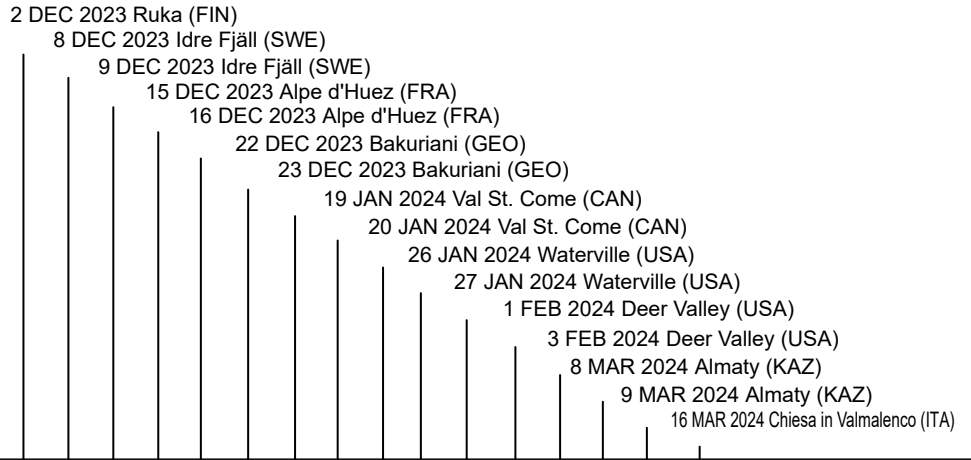 2 DEC 2023 Ruka (FIN)
8 DEC 2023 Idre Fjäll (SWE)
9 DEC 2023 Idre Fjäll (SWE)
15 DEC 2023 Alpe d'Huez (FRA)
16 DEC 2023 Alpe d'Huez (FRA)
22 DEC 2023 Bakuriani (GEO)
23 DEC 2023 Bakuriani (GEO)
19 JAN 2024 Val St. Come (CAN)
20 JAN 2024 Val St. Come (CAN)
26 JAN 2024 Waterville (USA)
27 JAN 2024 Waterville (USA)
1 FEB 2024 Deer Valley (USA)
3 FEB 2024 Deer Valley (USA)
8 MAR 2024 Almaty (KAZ)
9 MAR 2024 Almaty (KAZ)
16 MAR 2024 Chiesa in Valmalenco (ITA)